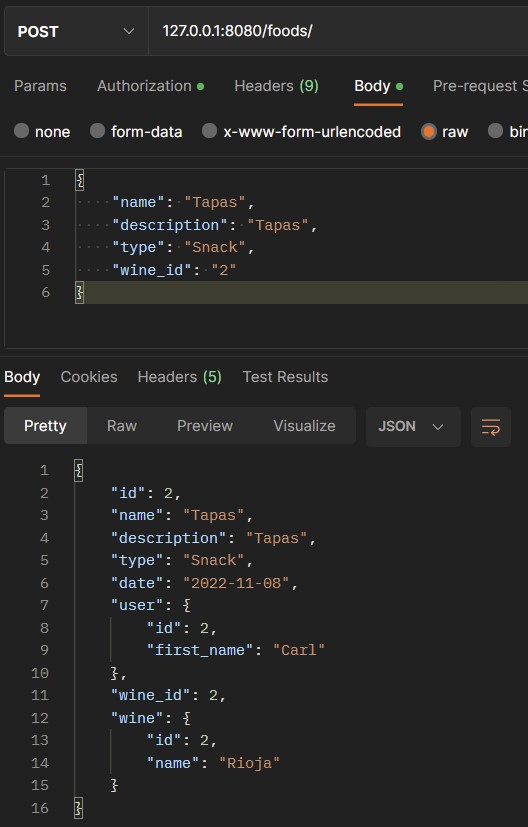 POST 127.0.0.1:8080/foods/
Params Authorization Headers (9) Body Pre-request S
none form-data x-www-form-urlencoded raw bin
1 {
2 "name": "Tapas",
3 "description": "Tapas",
4 "type": "Snack",
5 "wine_id": "2"
6 }
Body Cookies Headers (5) Test Results
Pretty Raw Preview Visualize JSON
1 {
2 "id": 2,
3 "name": "Tapas",
4 "description": "Tapas",
5 "type": "Snack",
6 "date": "2022-11-08",
7 "user": {
8 "id": 2,
9 "first_name": "Carl"
10 },
11 "wine_id": 2,
12 "wine": {
13 "id": 2,
14 "name": "Rioja"
15 }
16 }